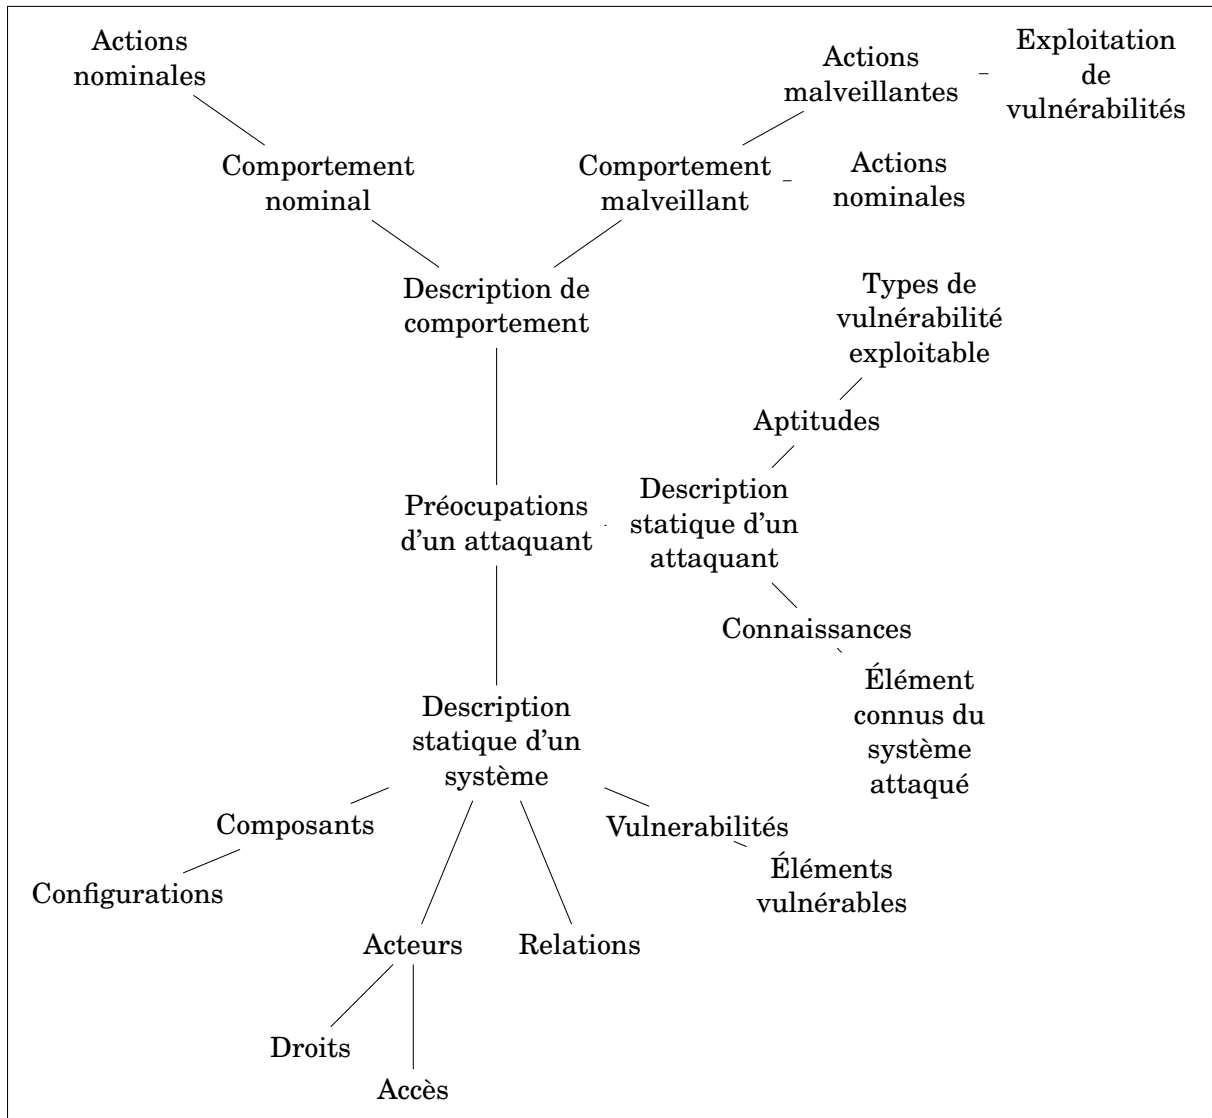 Actions
nominales
Actions
malveillantes
Exploitation
de
vulnérabilités
Comportement
nominal
Comportement
malveillant
Actions
nominales
Description de
comportement
Types de
vulnérabilité
exploitable
Aptitudes
Préocupations
d'un attaquant
Description
statique d'un
attaquant
Connaissances
Élément
connus du
système
attaqué
Description
statique d'un
système
Composants
Vulnerabilités
Configurations
Éléments
vulnérables
Acteurs
Relations
Droits
Accès